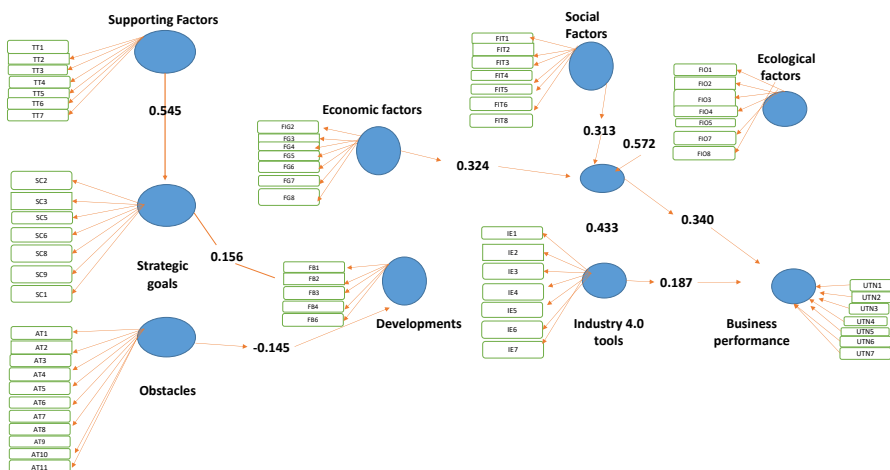 Supporting Factors
TT1
TT2
TT3
TT4
TT5
TT6
TT7
0.545
Social
Factors
FIT1
FIT2
FIT3
FIT4
FIT5
FIT6
FIT8
0.313
Ecological
factors
FIO1
FIO2
FIO3
FIO4
FIO5
FIO7
FIO8
0.572
Economic factors
FIG2
FG3
FG4
FG5
FG6
FG7
FG8
0.324
SC2
SC3
SC5
SC6
SC8
SC9
SC1
Strategic
goals
0.156
FB1
FB2
FB3
FB4
FB6
Developments
0.433
0.340
IE1
IE2
IE3
IE4
IE5
IE6
IE7
Industry 4.0
tools
0.187
Business
performance
UTN1
UTN2
UTN3
UTN4
UTN5
UTN6
UTN7
AT1
AT2
AT3
AT4
AT5
AT6
AT7
AT8
AT9
AT10
AT11
Obstacles
-0.145